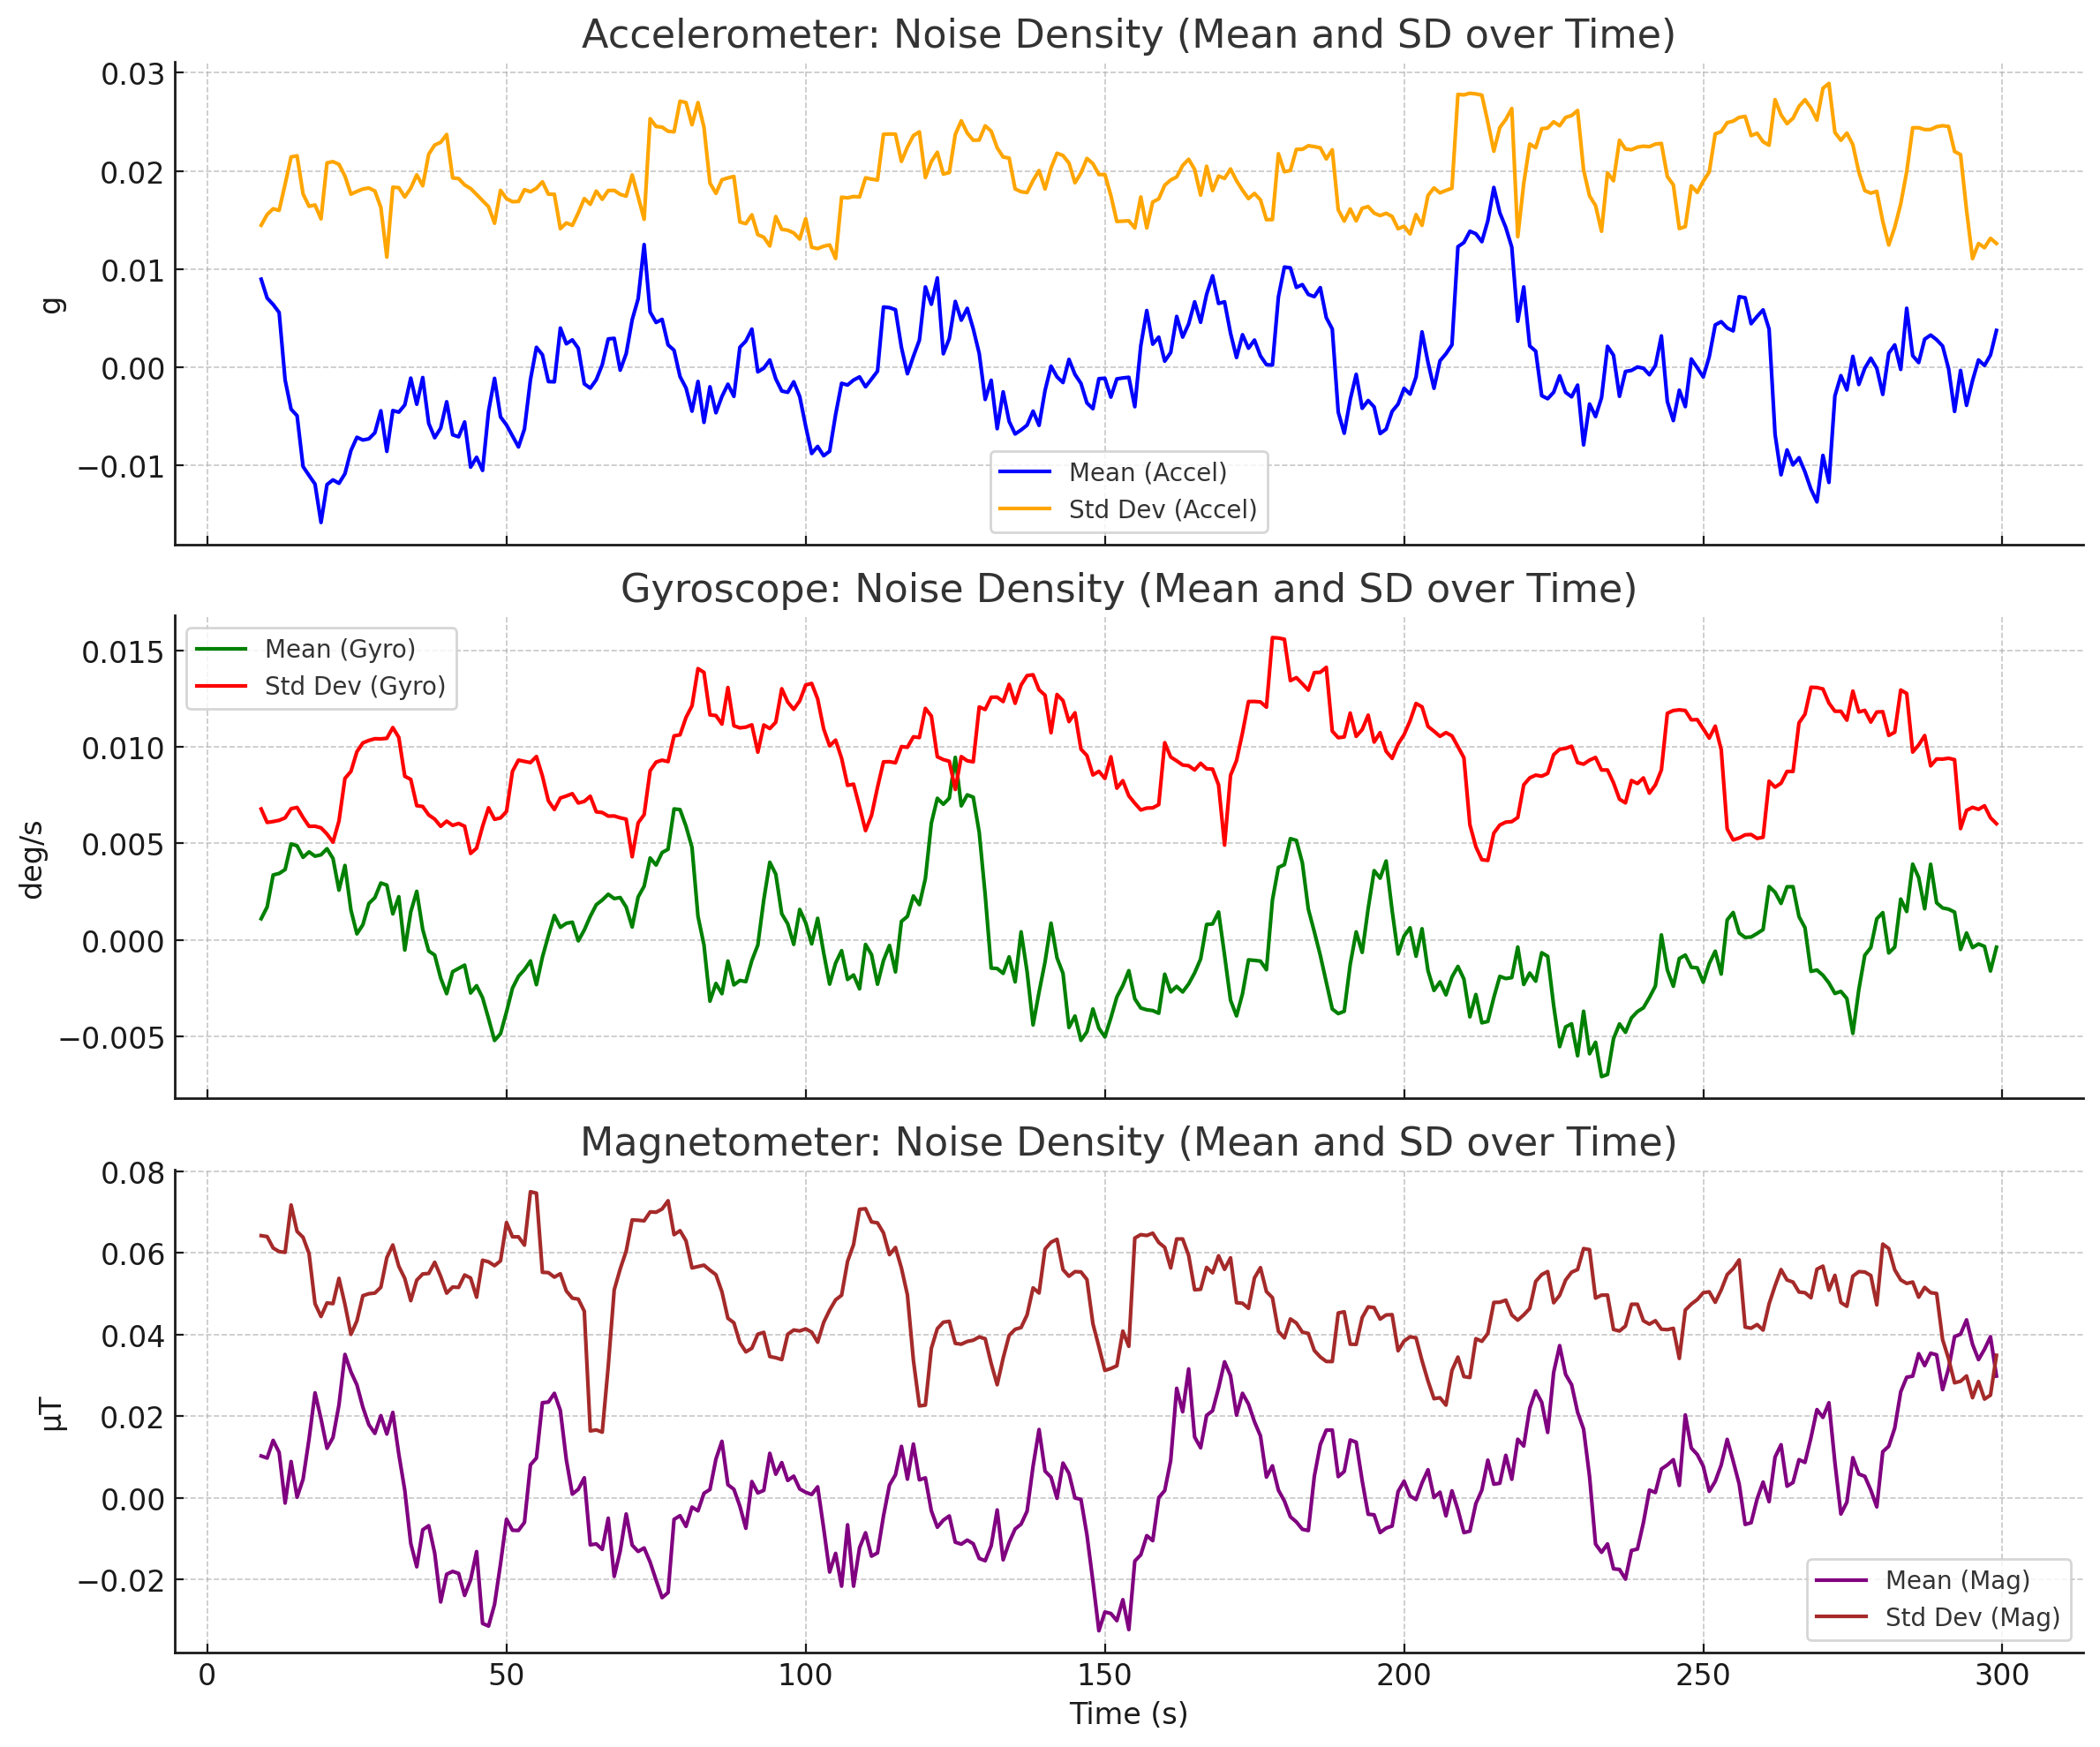 Accelerometer: Noise Density (Mean and SD over Time)
0.03
0.02
0.01
0.00
−0.01
g
Mean (Accel)
Std Dev (Accel)
Gyroscope: Noise Density (Mean and SD over Time)
Mean (Gyro)
Std Dev (Gyro)
0.015
0.010
0.005
0.000
−0.005
deg/s
Magnetometer: Noise Density (Mean and SD over Time)
0.08
0.06
0.04
0.02
0.00
−0.02
µT
Mean (Mag)
Std Dev (Mag)
0 50 100 150 200 250 300
Time (s)